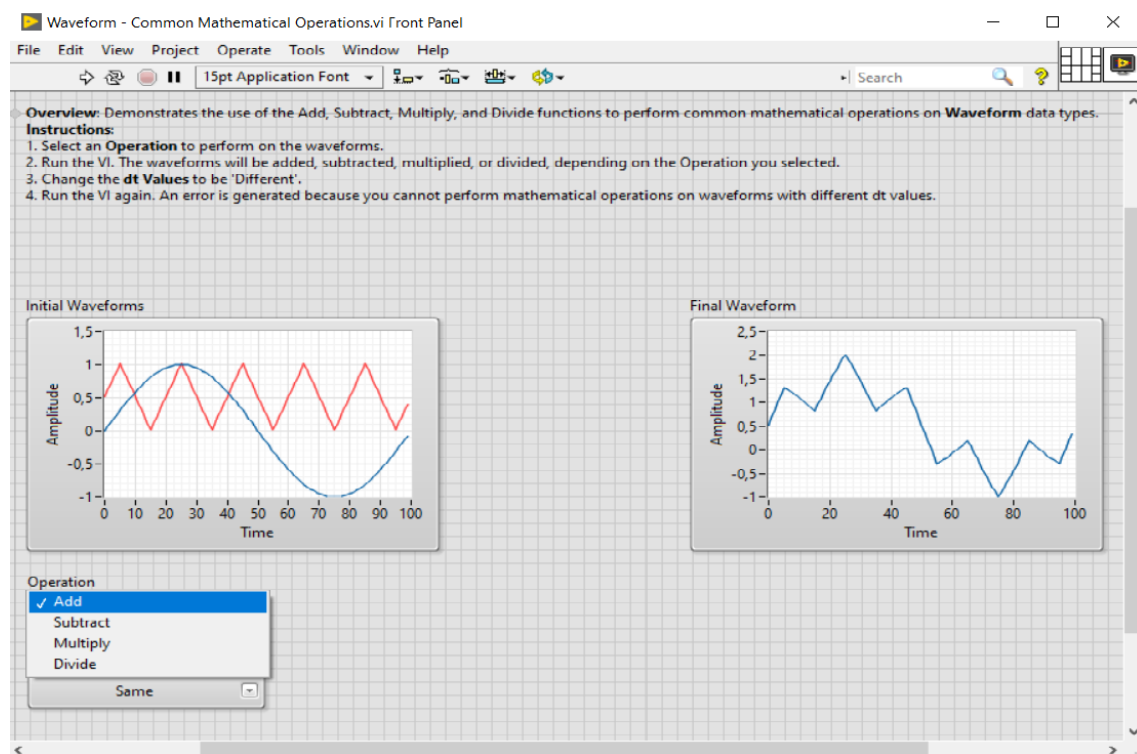 Waveform - Common Mathematical Operations.vi Front Panel
File Edit View Project Operate Tools Window Help
15pt Application Font
Search
Overview: Demonstrates the use of the Add, Subtract, Multiply, and Divide functions to perform common mathematical operations on Waveform data types.
Instructions:
1. Select an Operation to perform on the waveforms.
2. Run the VI. The waveforms will be added, subtracted, multiplied, or divided, depending on the Operation you selected.
3. Change the dt Values to be 'Different'.
4. Run the VI again. An error is generated because you cannot perform mathematical operations on waveforms with different dt values.
Initial Waveforms
1,5
1
0,5
0
-0,5
-1
Amplitude
0 10 20 30 40 50 60 70 80 90 100
Time
Final Waveform
2,5
2
1,5
1
0,5
0
-0,5
-1
Amplitude
0 20 40 60 80 100
Time
Operation
✓ Add
Subtract
Multiply
Divide
Same